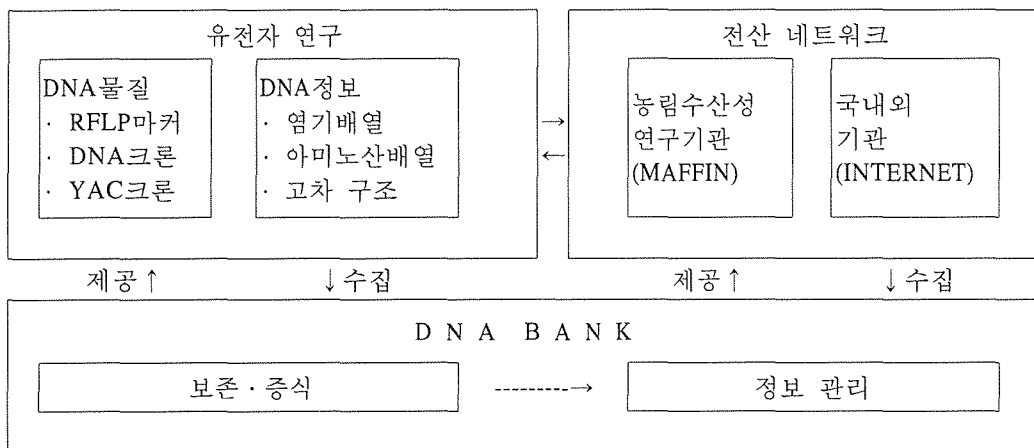 유전자 연구
DNA물질
· RFLP마커
· DNA크론
· YAC크론
DNA정보
· 염기배열
· 아미노산배열
· 고차 구조
→
←
전산 네트워크
농림수산성
연구기관
(MAFFIN)
국내외
기관
(INTERNET)
제공↑
↓수집
제공↑
↓수집
D N A B A N K
보존 · 증식
--------→
정보 관리